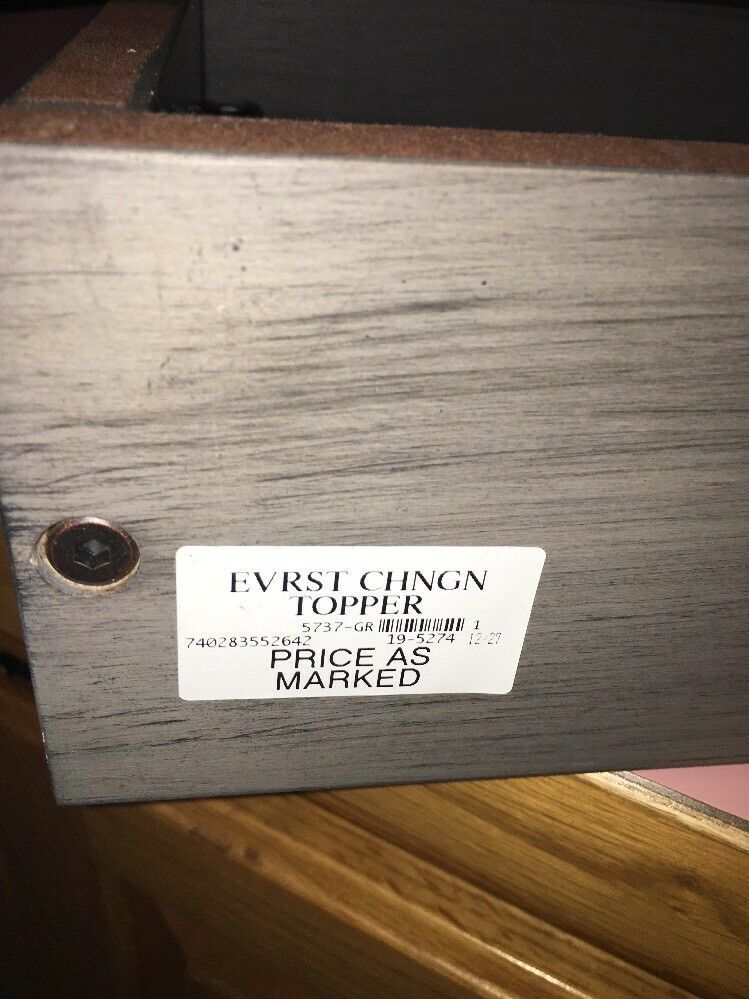 EVRST CHNGN
TOPPER
5737-GR 1
740283552642 19-5274 12/27
PRICE AS
MARKED